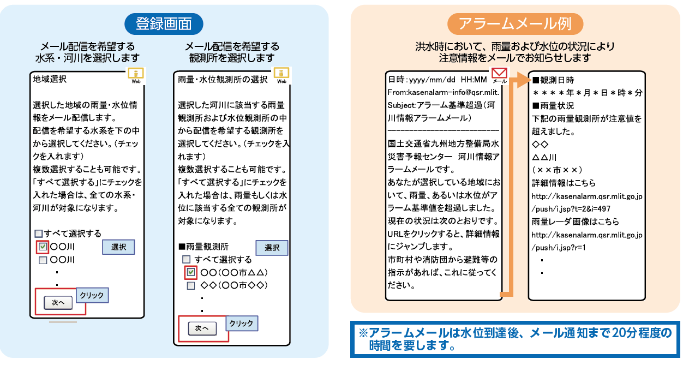 登録画面
メール配信を希望する
水系・河川を選択します
地域選択
Web
選択した地域の雨量・水位情
報をメール配信します。
配信を希望する水系を下の中
から選択してください。（チェッ
クを入れます）
複数選択することも可能です。
「すべて選択する」にチェックを
入れた場合は、全ての水系・
河川が対象になります。
すべて選択する
〇〇川
選択
〇〇川
・
・
クリック
次へ
メール配信を希望する
観測所を選択します
雨量・水位観測所の選択
Web
選択した河川に該当する雨量
観測所および水位観測所の中
から配信を希望する観測所を
選択してください。（チェックを入
れます）
複数選択することも可能です。
「すべて選択する」にチェックを
入れた場合は、雨量もしくは水
位に該当する全ての観測所が
対象になります。
■雨量観測所
選択
すべて選択する
〇〇（〇〇市△△）
◇◇（〇〇市◇◇）
・
・
クリック
次へ
アラームメール例
洪水時において、雨量および水位の状況により
注意情報をメールでお知らせします
メール
日時：yyyy/mm/dd HH:MM
From:kasenalarm-info@qsr.mlit.
Subject:アラーム基準超過（河
川情報アラームメール）
----------------------------
国土交通省九州地方整備局水
災害予報センター 河川情報ア
ラームメールです。
あなたが選択している地域にお
いて、雨量、あるいは水位がア
ラーム基準値を超過しました。
現在の状況は次のとおりです。
URLをクリックすると、詳細情報
にジャンプします。
市町村や消防団から避難等の
指示があれば、これに従ってく
ださい。
■観測日時
＊＊＊＊年＊月＊日＊時＊分
■雨量状況
下記の雨量観測所が注意値を
超えました。
◇◇
△△川
（××市××）
詳細情報はこちら
http://kasenalarm.qsr.mlit.go.jp
/push/i.jsp?t=2&i=497
雨量レーダ画像はこちら
http://kasenalarm.qsr.mlit.go.jp
/push/i.jsp?r=1
・
・
※アラームメールは水位到達後、メール通知まで20分程度の
時間を要します。